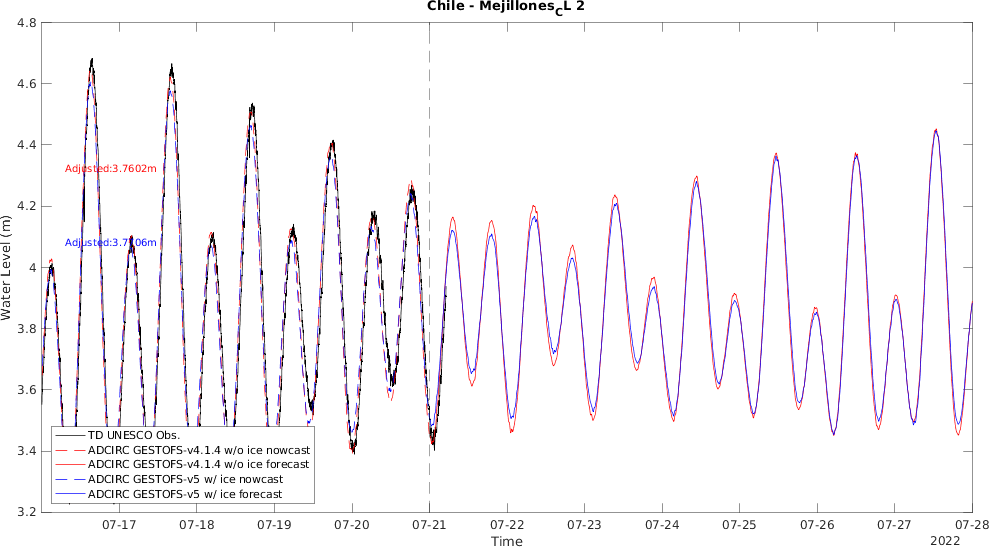 Chile - Mejillones_CL 2
4.8
4.6
4.4
4.2
4
3.8
3.6
3.4
3.2
Water Level (m)
Adjusted:3.7602m
Adjusted:3.7106m
TD UNESCO Obs.
ADCIRC GESTOFS-v4.1.4 w/o ice nowcast
ADCIRC GESTOFS-v4.1.4 w/o ice forecast
ADCIRC GESTOFS-v5 w/ ice nowcast
ADCIRC GESTOFS-v5 w/ ice forecast
07-17 07-18 07-19 07-20 07-21 07-22 07-23 07-24 07-25 07-26 07-27 07-28
Time
2022